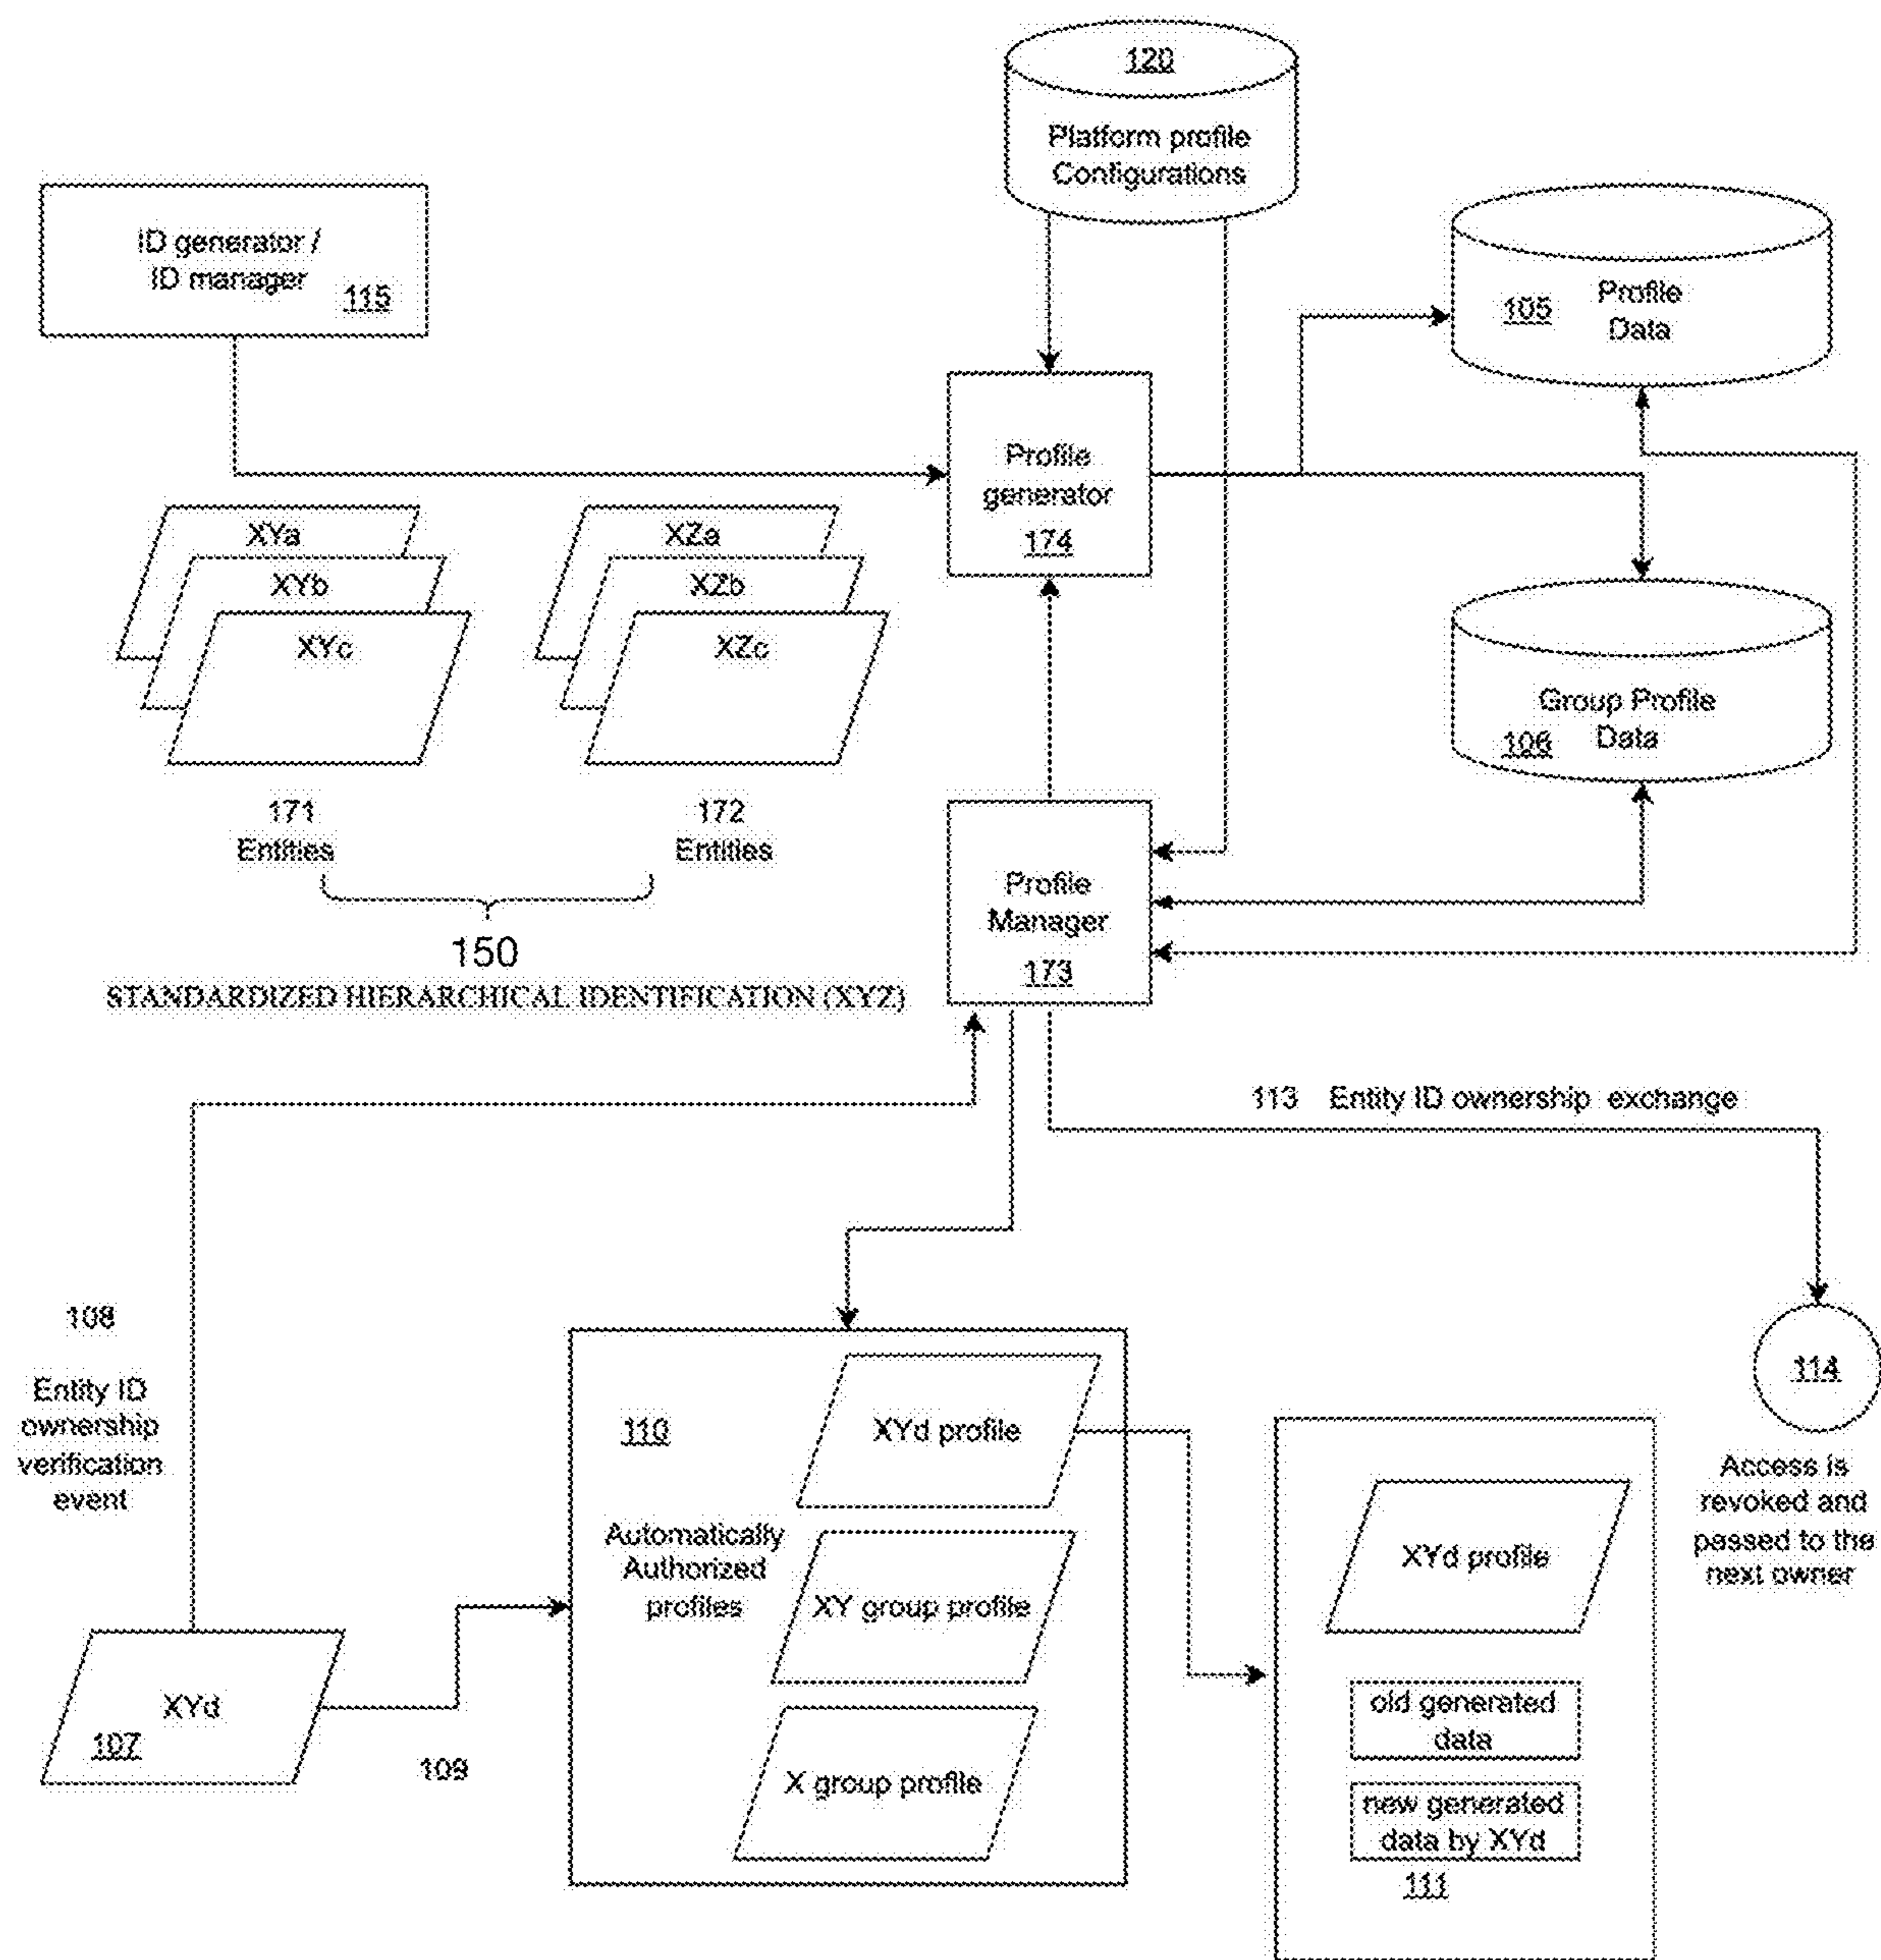 120
Platform profile
Configurations
ID generator /
ID manager
115
105
Profile
Data
Profile
generator
174
XYa
XYb
XYc
XZa
XZb
XZc
Group Profile
106
Data
171
Entities
172
Entities
150
STANDARDIZED HIERARCHICAL IDENTIFICATION (XYZ)
Profile
Manager
173
113 Entity ID ownership exchange
108
Entity ID
ownership
verification
event
110
XYd profile
114
Automatically
Authorized
profiles
XY group profile
X group profile
Access is
revoked and
passed to the
next owner
XYd profile
XYd
107
109
old generated
data
new generated
data by XYd
111